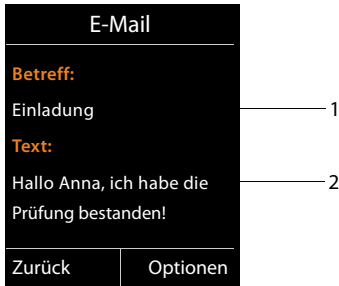 E-Mail
Betreff:
Einladung
1
Text:
Hallo Anna, ich habe die
2
Prüfung bestanden!
Zurück Optionen